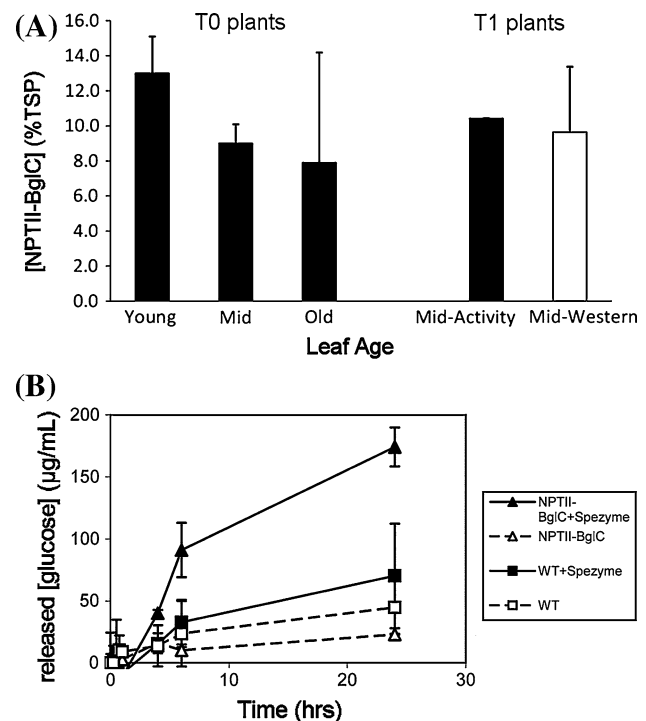 (A)
T0 plants
T1 plants
[NPTII-BglC] (%TSP)
16.0
14.0
12.0
10.0
8.0
6.0
4.0
2.0
0.0
Young
Mid
Old
Mid-Activity
Mid-Western
Leaf Age
(B)
released [glucose] (μg/mL)
200
150
100
50
0
0
10
20
30
Time (hrs)
NPTII-
BglC+Spezyme
NPTII-BglC
WT+Spezyme
WT